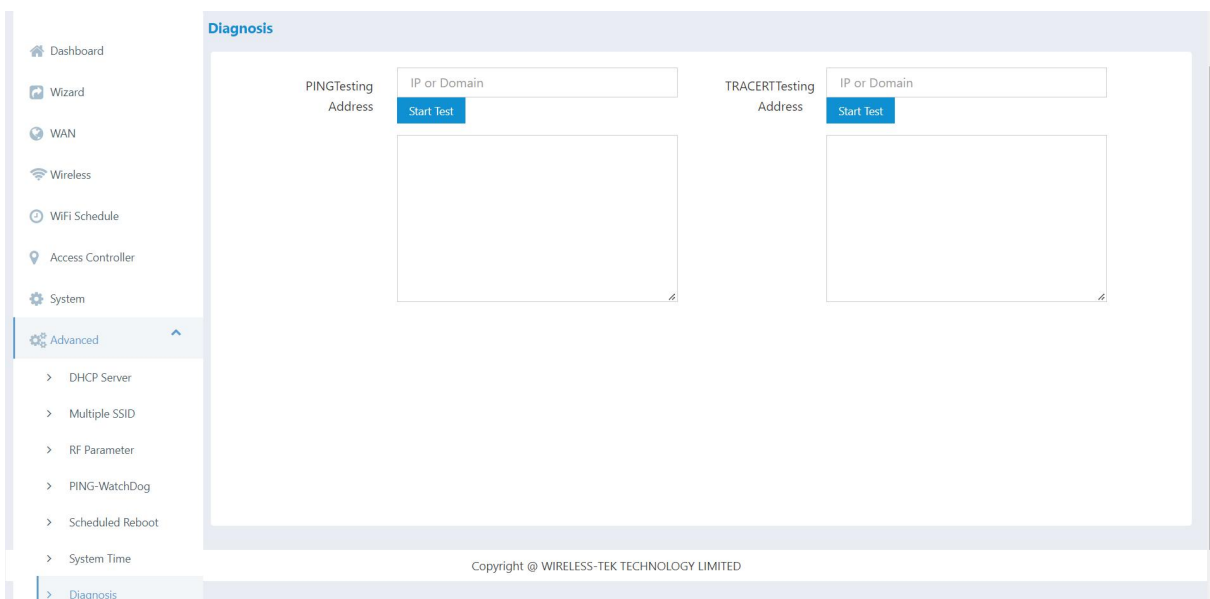 Diagnosis
Dashboard
Wizard
WAN
Wireless
WiFi Schedule
Access Controller
System
Advanced
DHCP Server
Multiple SSID
RF Parameter
PING-WatchDog
Scheduled Reboot
System Time
Diagnosis
PINGTesting
Address
IP or Domain
Start Test
TRACERTTesting
Address
IP or Domain
Start Test
Copyright @ WIRELESS-TEK TECHNOLOGY LIMITED